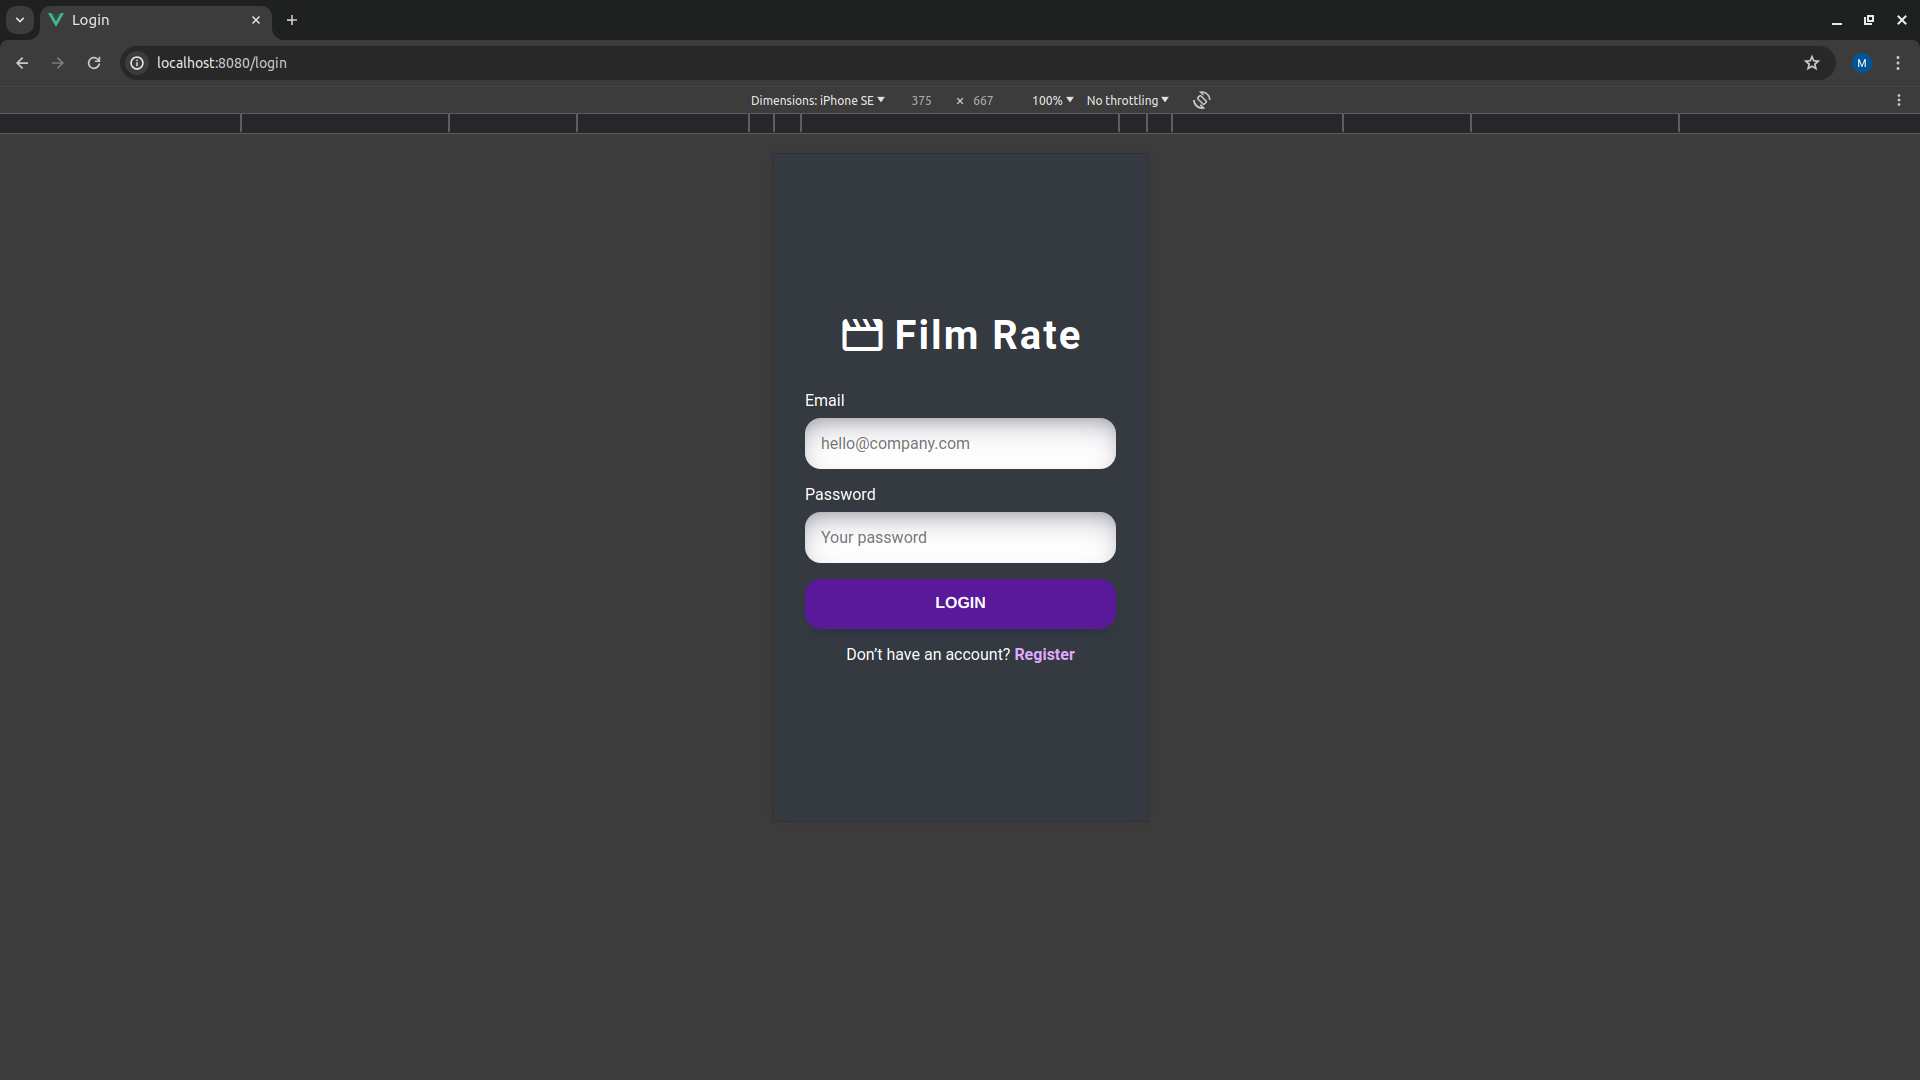 Login
localhost:8080/login
M
Dimensions: iPhone SE 375 × 667 100% No throttling
Film Rate
Email
hello@company.com
Password
Your password
LOGIN
Don’t have an account? Register